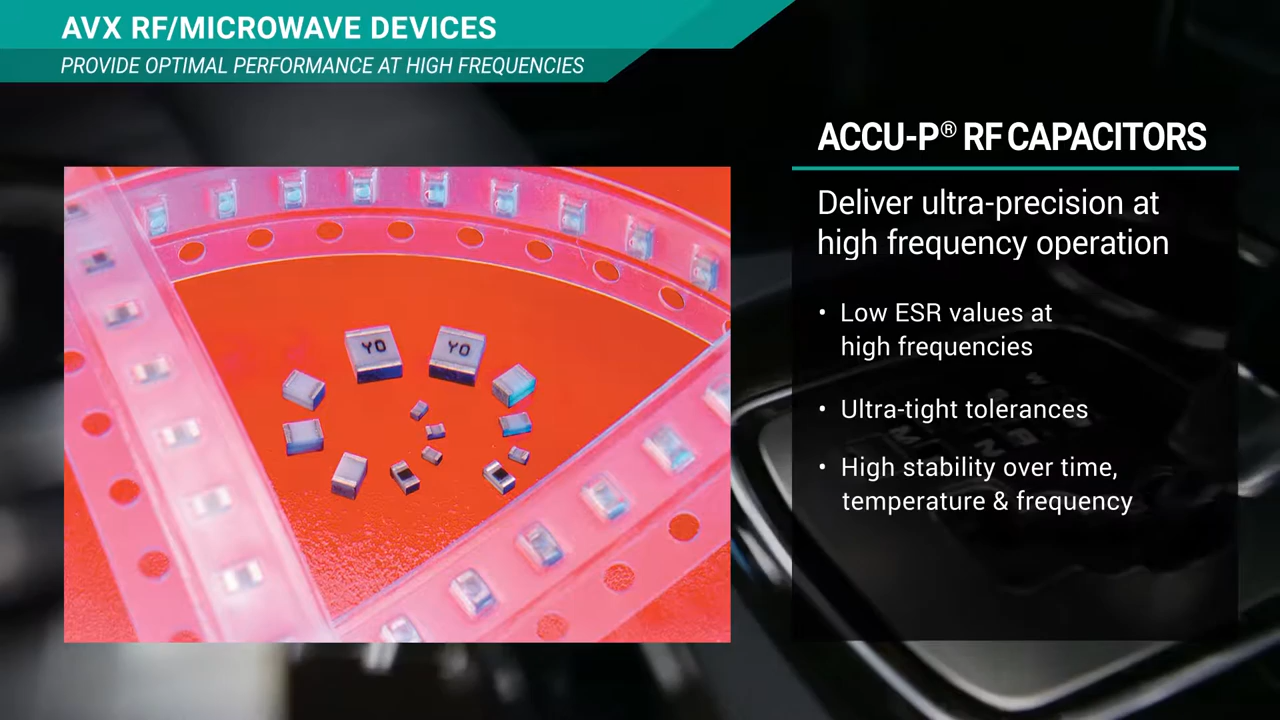 AVX RF/MICROWAVE DEVICES
PROVIDE OPTIMAL PERFORMANCE AT HIGH FREQUENCIES
ACCU-P® RF CAPACITORS
Deliver ultra-precision at
high frequency operation
• Low ESR values at
high frequencies
• Ultra-tight tolerances
• High stability over time,
temperature & frequency
YO YO